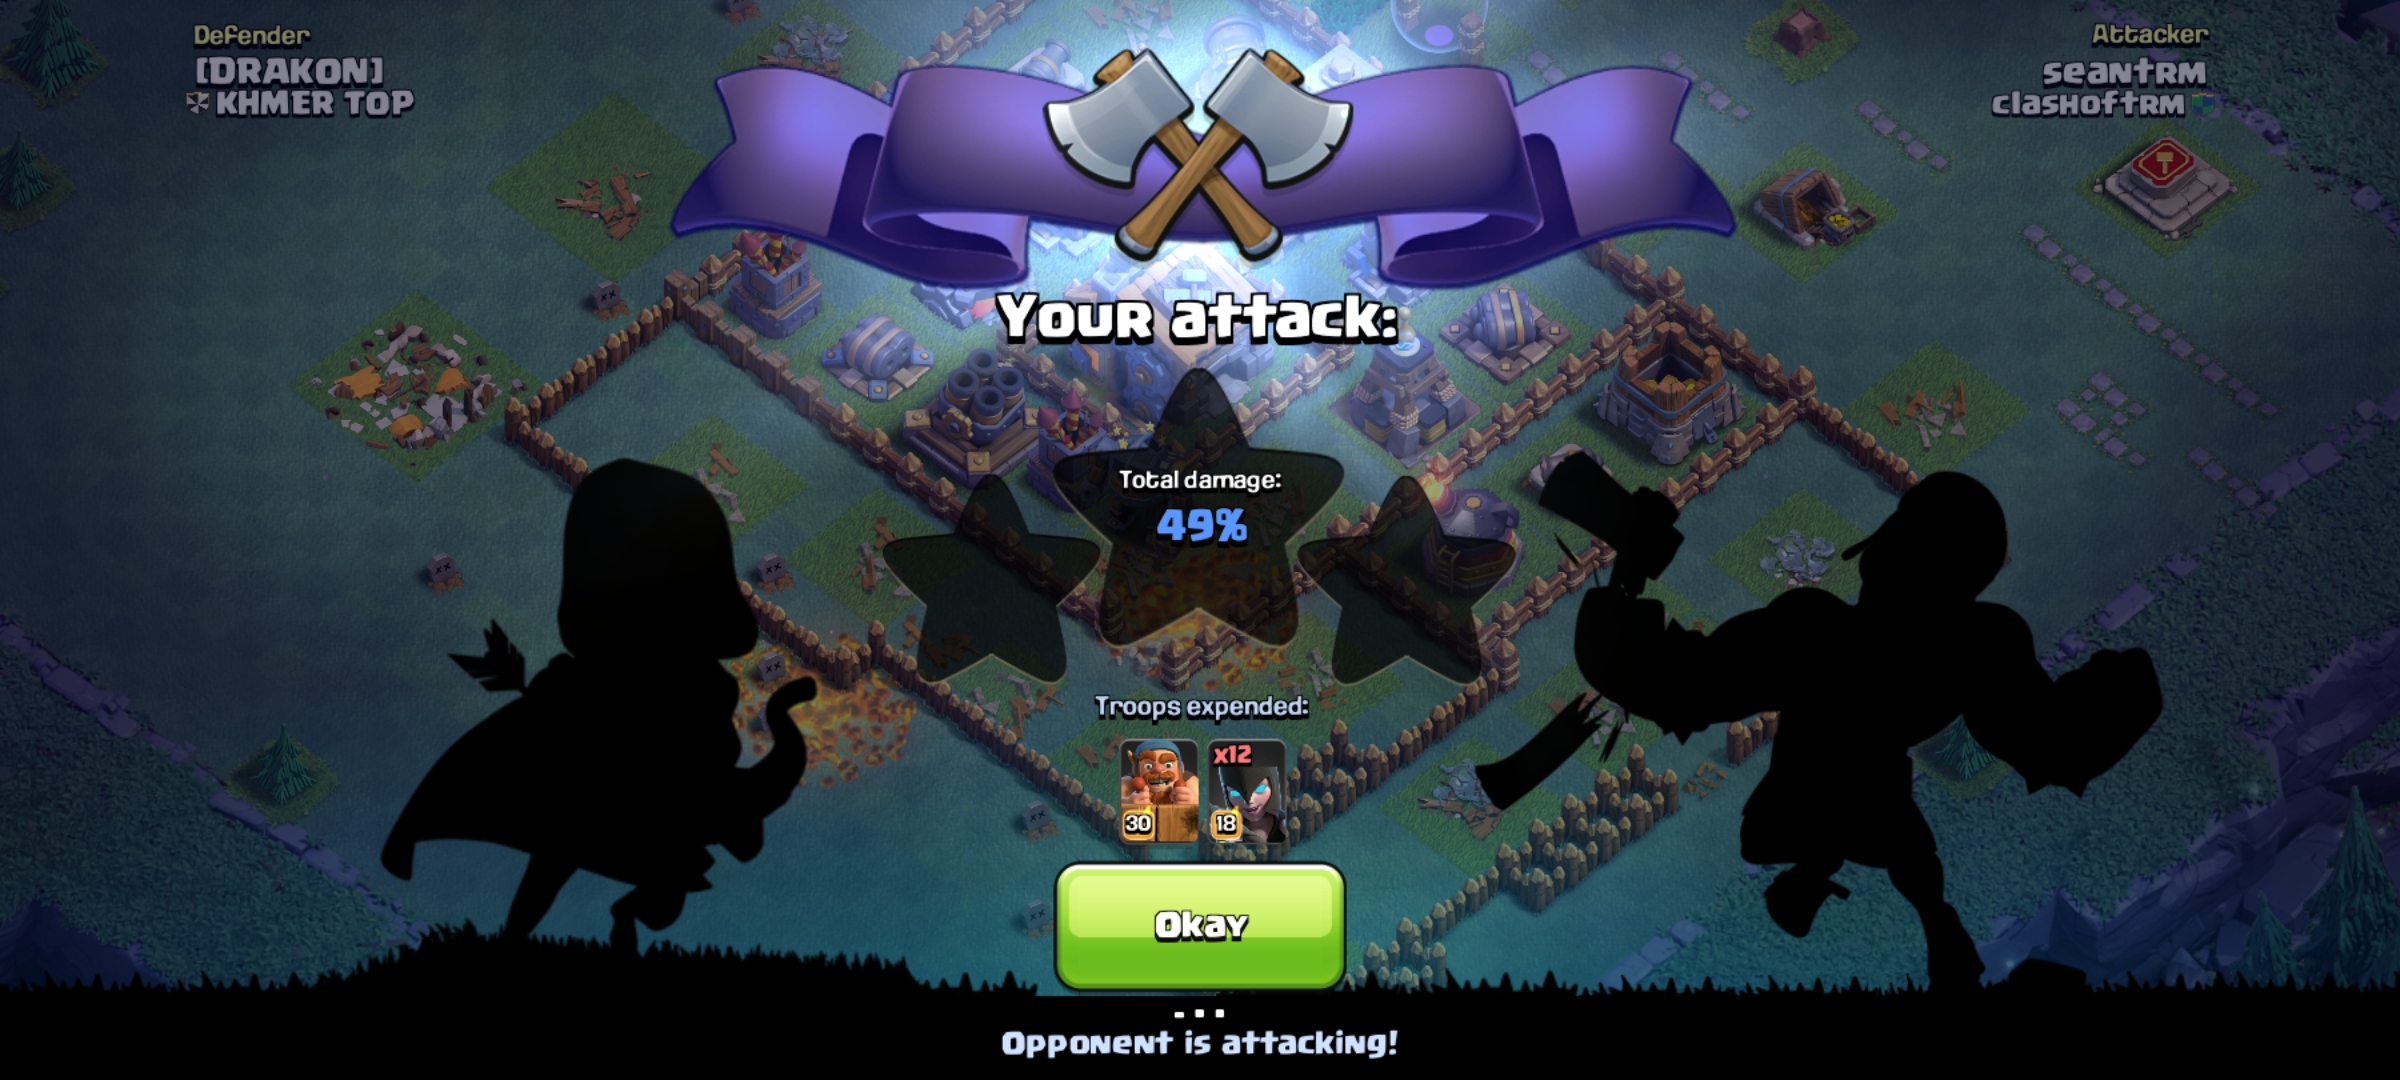 Defender
[DRAKON]
KHMER TOP
Attacker
seantRM
clashoftRM
Your attack:
Total damage:
49%
Troops expended:
x12
30
18
Okay
Opponent is attacking!